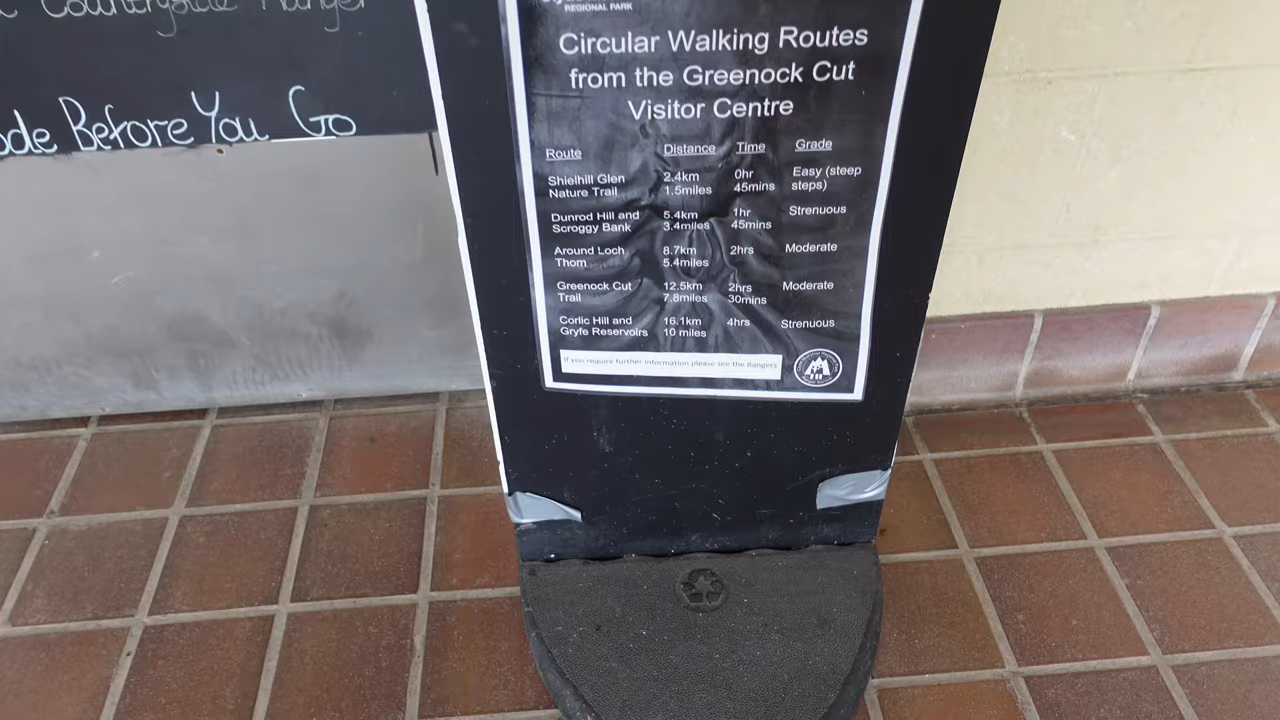 Countryside Ranger
ode Before You Go
REGIONAL PARK
Circular Walking Routes
from the Greenock Cut
Visitor Centre
Route Distance Time Grade
Shielhill Glen 2.4km 0hr Easy (steep
Nature Trail 1.5miles 45mins steps)
Dunrod Hill and 5.4km 1hr Strenuous
Scroggy Bank 3.4miles 45mins
Around Loch 8.7km 2hrs Moderate
Thom 5.4miles
Greenock Cut 12.5km 2hrs Moderate
Trail 7.8miles 30mins
Corlic Hill and 16.1km 4hrs Strenuous
Gryfe Reservoirs 10 miles
If you require further information please see the Rangers